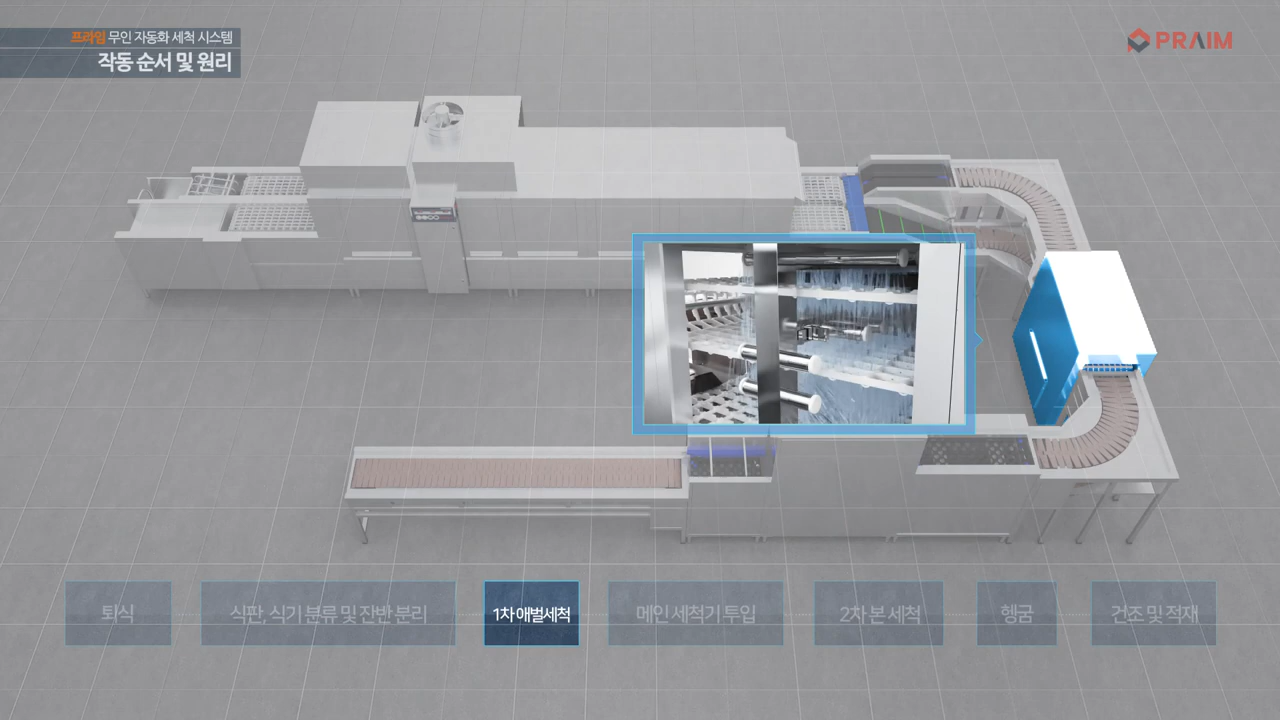 프라임 무인 자동화 세척 시스템
작동 순서 및 원리
PRAIM
퇴식
식판, 식기 분류 및 잔반 분리
1차 애벌세척
메인 세척기 투입
2차 본 세척
헹굼
건조 및 적재